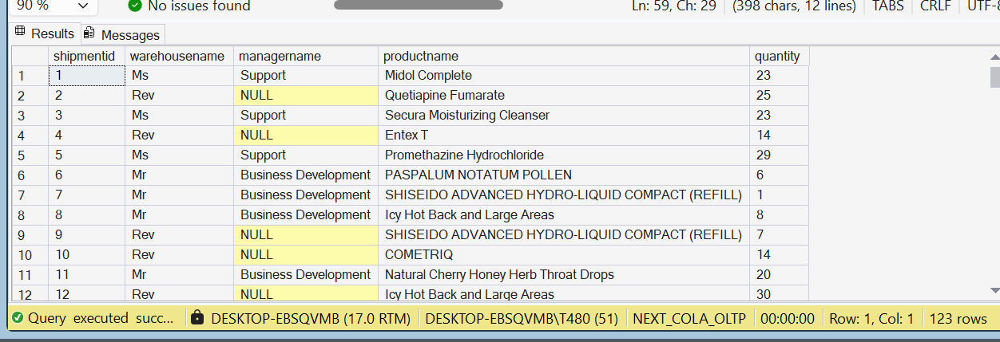 90 % No issues found Ln: 59, Ch: 29 (398 chars, 12 lines) TABS CRLF UTF-8
Results Messages
shipmentid warehousename managername productname quantity
1 1 Ms Support Midol Complete 23
2 2 Rev NULL Quetiapine Fumarate 25
3 3 Ms Support Secura Moisturizing Cleanser 23
4 4 Rev NULL Entex T 14
5 5 Ms Support Promethazine Hydrochloride 29
6 6 Mr Business Development PASPALUM NOTATUM POLLEN 6
7 7 Mr Business Development SHISEIDO ADVANCED HYDRO-LIQUID COMPACT (REFILL) 1
8 8 Mr Business Development Icy Hot Back and Large Areas 8
9 9 Rev NULL SHISEIDO ADVANCED HYDRO-LIQUID COMPACT (REFILL) 7
10 10 Rev NULL COMETRIQ 14
11 11 Mr Business Development Natural Cherry Honey Herb Throat Drops 20
12 12 Rev NULL Icy Hot Back and Large Areas 30
Query executed succ... DESKTOP-EBSQVMB (17.0 RTM) DESKTOP-EBSQVMB\T480 (51) NEXT_COLA_OLTP 00:00:00 Row: 1, Col: 1 123 rows